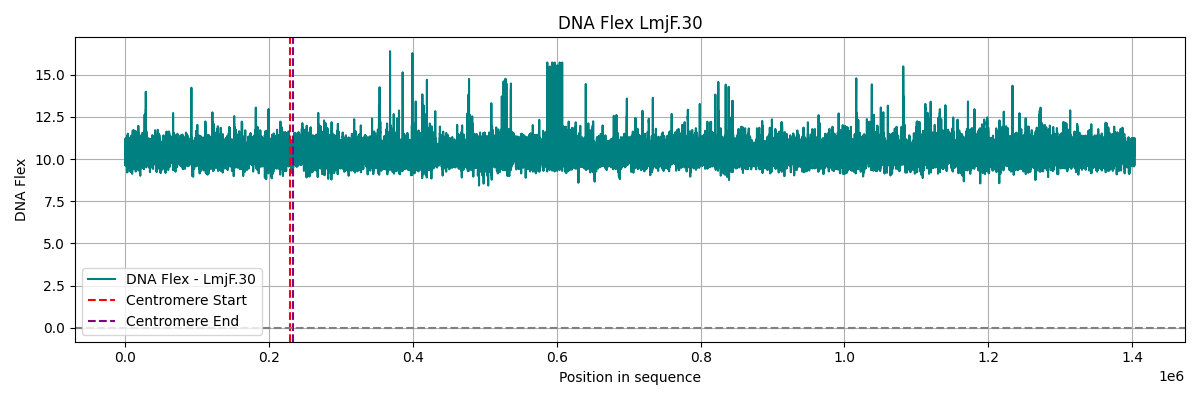 DNA Flex LmjF.30
DNA Flex
15.0
12.5
10.0
7.5
5.0
2.5
0.0
DNA Flex - LmjF.30
Centromere Start
Centromere End
0.0 0.2 0.4 0.6 0.8 1.0 1.2 1.4
1e6
Position in sequence